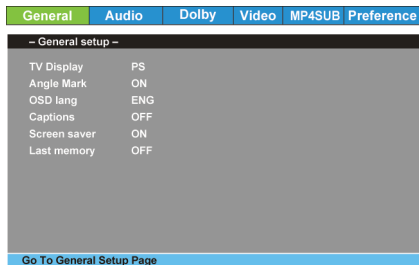 General Audio Dolby Video MP4SUB Preference
– General setup –
TV Display PS
Angle Mark ON
OSD lang ENG
Captions OFF
Screen saver ON
Last memory OFF
Go To General Setup Page